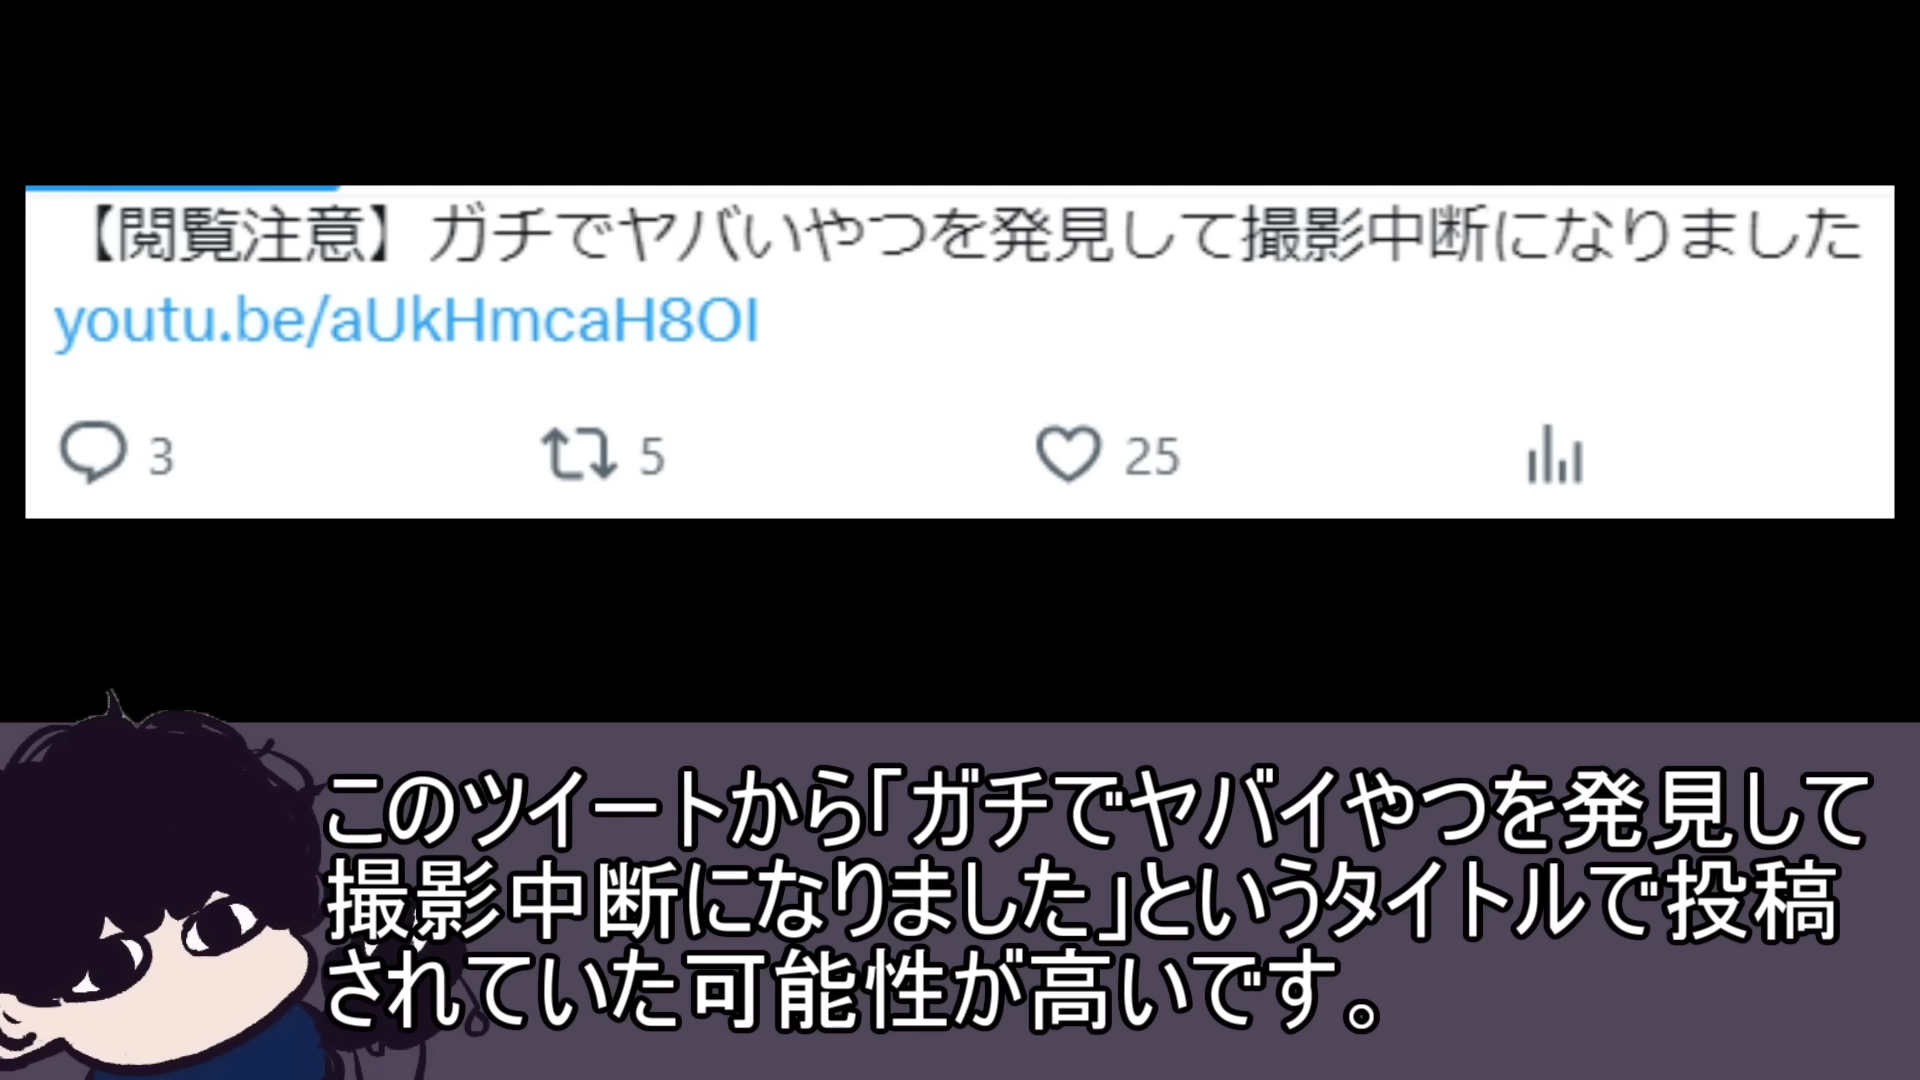 【閲覧注意】ガチでヤバいやつを発見して撮影中断になりました
youtu.be/aUkHmcaH8OI
3 5 25
このツイートから「ガチでヤバイやつを発見して
撮影中断になりました」というタイトルで投稿
されていた可能性が高いです。